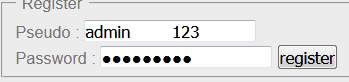 Register
Pseudo : admin 123
Password : ●●●●●●●●● register